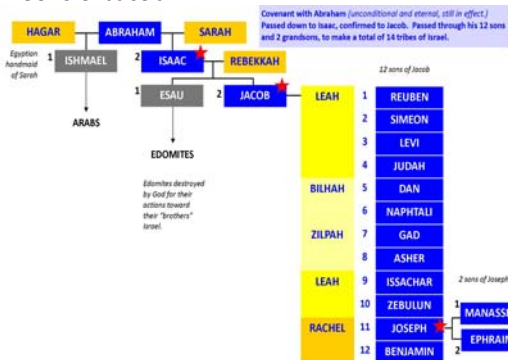 Covenant with Abraham (unconditional and eternal, still in effect.)
Passed down to Isaac, confirmed to Jacob. Passed through his 12 sons
and 2 grandsons, to make a total of 14 tribes of Israel.
HAGAR
ABRAHAM
SARAH
Egyptian
handmaid
of Sarah
1
ISHMAEL
2
ISAAC
REBEKKAH
12 sons of Jacob
1
ESAU
2
JACOB
ARABS
EDOMITES
Edomites destroyed
by God for their
actions toward
their "brothers"
Israel.
LEAH
1
REUBEN
2
SIMEON
3
LEVI
4
JUDAH
BILHAH
5
DAN
6
NAPHTALI
ZILPAH
7
GAD
8
ASHER
LEAH
9
ISSACHAR
2 sons of Joseph
10
ZEBULUN
1
MANASS
RACHEL
11
JOSEPH
2
EPHRAIM
12
BENJAMIN